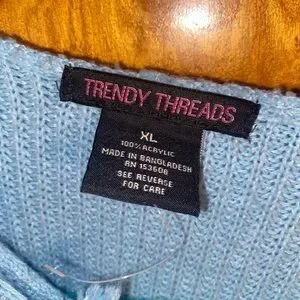 TRENDY THREADS
XL
100% ACRYLIC
MADE IN BANGLADESH
RN 153608
SEE REVERSE
FOR CARE